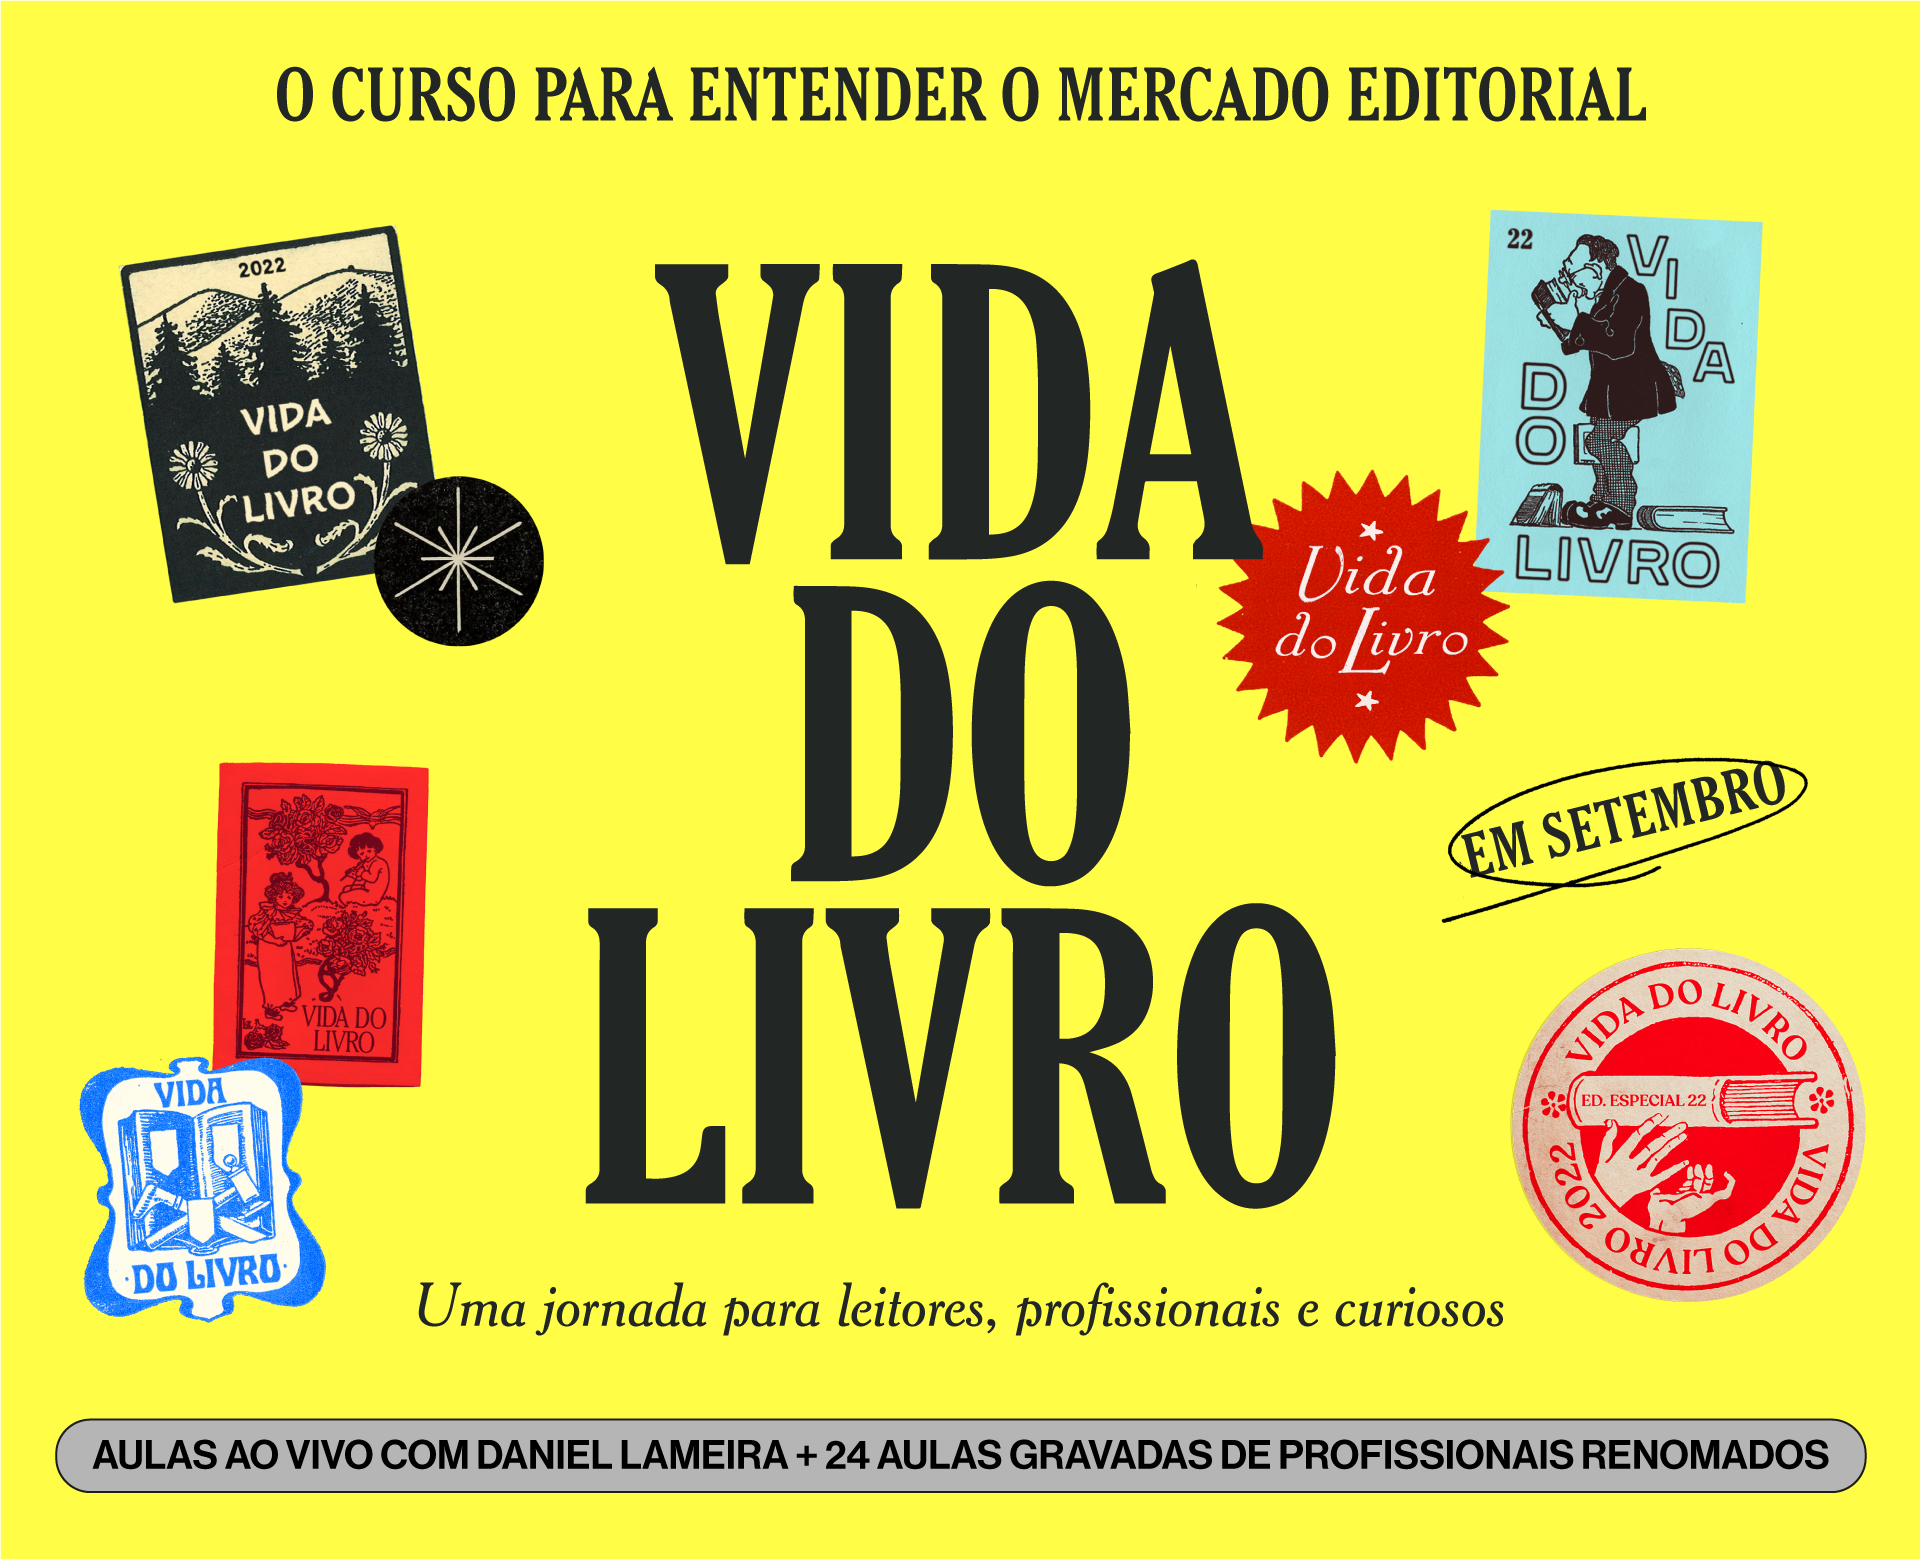 O CURSO PARA ENTENDER O MERCADO EDITORIAL
2022
VIDA
DO
LIVRO
VIDA
DO
LIVRO
22
VIDA
DO
LIVRO
Vida
do Livro
EM SETEMBRO
VIDA DO
LIVRO
VIDA
DO LIVRO
VIDA DO LIVRO
ED. ESPECIAL 22
VIDA DO LIVRO 2022
Uma jornada para leitores, profissionais e curiosos
AULAS AO VIVO COM DANIEL LAMEIRA + 24 AULAS GRAVADAS DE PROFISSIONAIS RENOMADOS